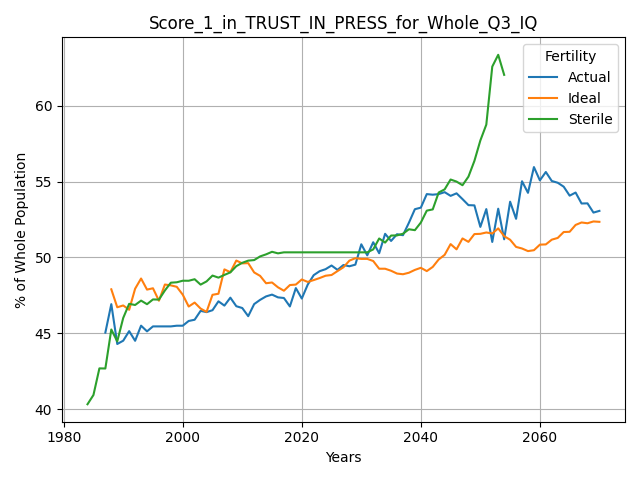 Score_1_in_TRUST_IN_PRESS_for_Whole_Q3_IQ
Fertility
Actual
Ideal
Sterile
% of Whole Population
60
55
50
45
40
1980
2000
2020
2040
2060
Years